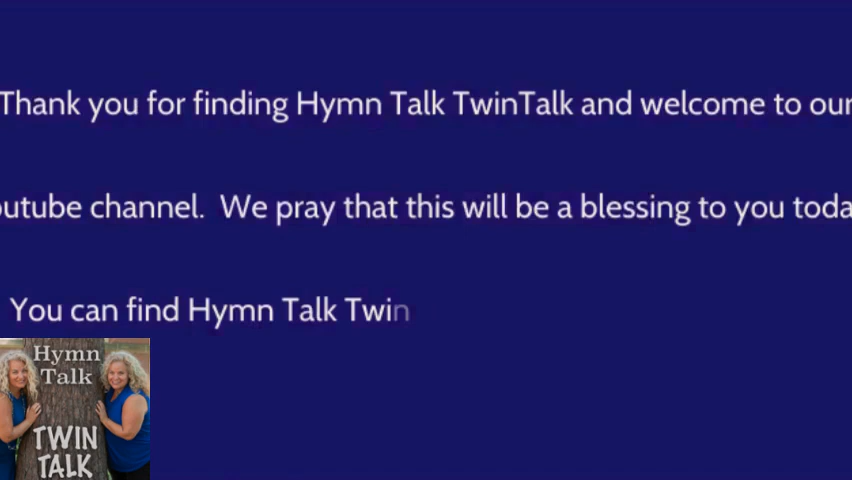 Thank you for finding Hymn Talk TwinTalk and welcome to our
outube channel. We pray that this will be a blessing to you toda
You can find Hymn Talk Twin
Hymn
Talk
TWIN
TALK